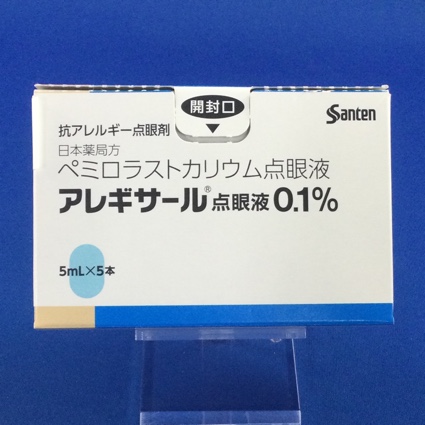 開封口
Santen
抗アレルギー点眼剤
日本薬局方
ペミロラストカリウム点眼液
アレギサール®点眼液0.1%
5mL×5本